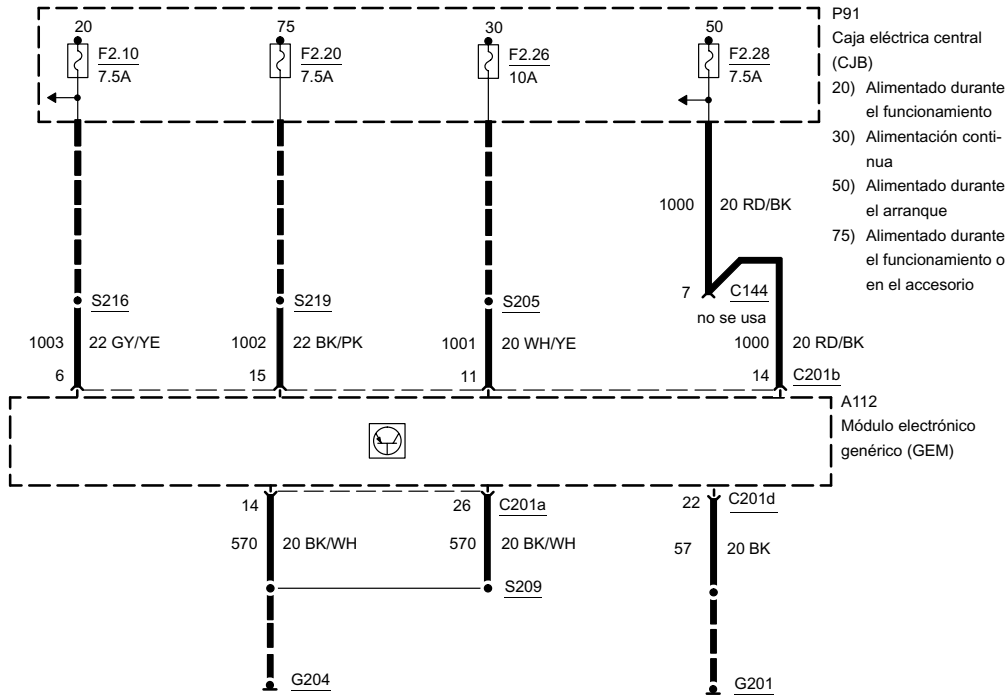 20 75 30 50
F2.10 F2.20 F2.26 F2.28
7.5A 7.5A 10A 7.5A
P91
Caja eléctrica central
(CJB)
20) Alimentado durante
el funcionamiento
30) Alimentación conti-
nua
50) Alimentado durante
el arranque
75) Alimentado durante
el funcionamiento o
en el accesorio
1000 20 RD/BK
S216 S219 S205
7 C144
no se usa
1003 22 GY/YE 1002 22 BK/PK 1001 20 WH/YE 1000 20 RD/BK
6 15 11 14 C201b
A112
Módulo electrónico
genérico (GEM)
14 26 C201a 22 C201d
570 20 BK/WH 570 20 BK/WH 57 20 BK
S209
G204 G201